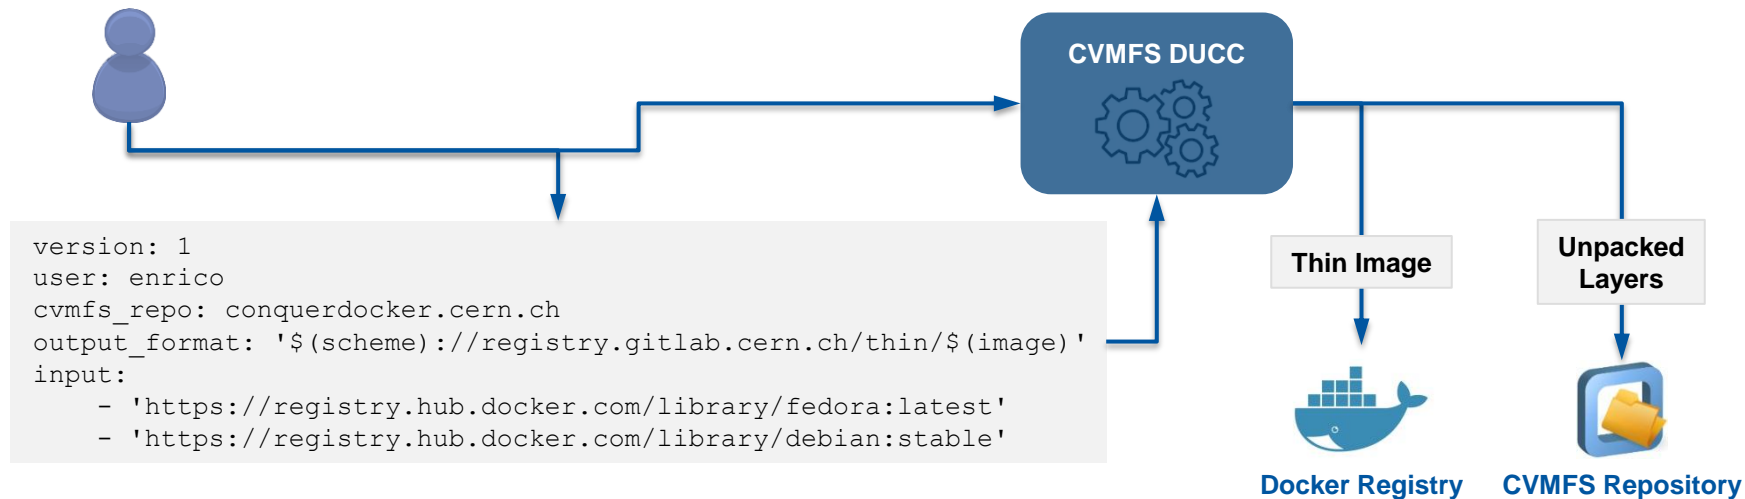 CVMFS DUCC
version: 1
user: enrico
cvmfs_repo: conquerdocker.cern.ch
output_format: '$(scheme)://registry.gitlab.cern.ch/thin/$(image)'
input:
    - 'https://registry.hub.docker.com/library/fedora:latest'
    - 'https://registry.hub.docker.com/library/debian:stable'
Thin Image
Unpacked
Layers
Docker Registry
CVMFS Repository